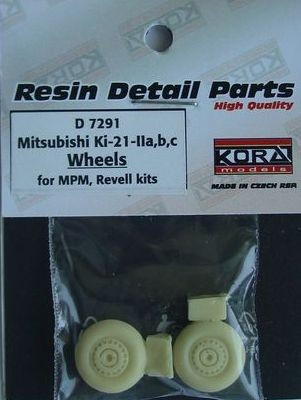 Resin Detail Parts
High Quality
D 7291
Mitsubishi Ki-21-IIa,b,c
Wheels
for MPM, Revell kits
KORA
models
MADE IN CZECH REP